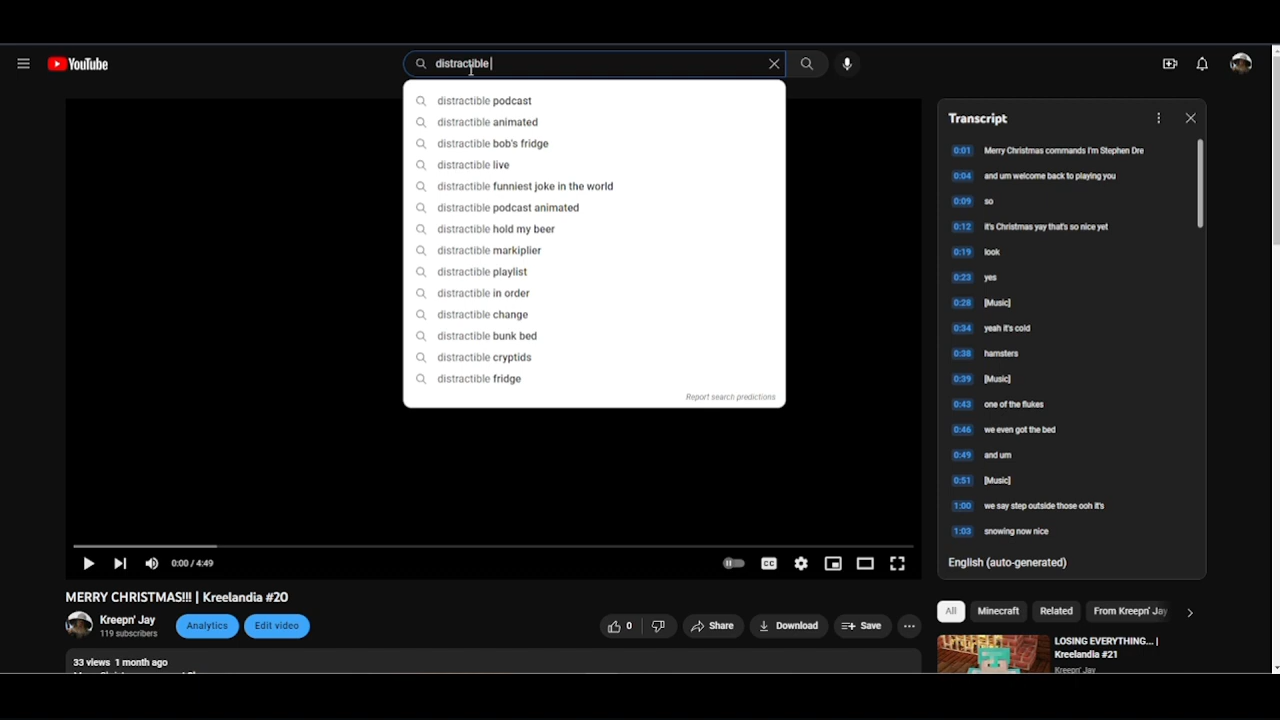 YouTube
distractible
distractible podcast
distractible animated
distractible bob's fridge
distractible live
distractible funniest joke in the world
distractible podcast animated
distractible hold my beer
distractible markiplier
distractible playlist
distractible in order
distractible change
distractible bunk bed
distractible cryptids
distractible fridge
Report search predictions
Transcript
0:01 Merry Christmas commands I'm Stephen Dre
0:04 and um welcome back to playing you
0:09 so
0:12 it's Christmas yay that's so nice yet
0:19 look
0:23 yes
0:28 [Music]
0:34 yeah it's cold
0:38 hamsters
0:39 [Music]
0:43 one of the flukes
0:46 we even got the bed
0:49 and um
0:51 [Music]
1:00 we say step outside those ooh it's
1:03 snowing now nice
English (auto-generated)
0:00 / 4:49
CC
MERRY CHRISTMAS!!! | Kreelandia #20
Kreepn' Jay
119 subscribers
Analytics
Edit video
0
Share
Download
Save
33 views 1 month ago
All
Minecraft
Related
From Kreepn' Jay
LOSING EVERYTHING... |
Kreelandia #21
Kreepn' Jay